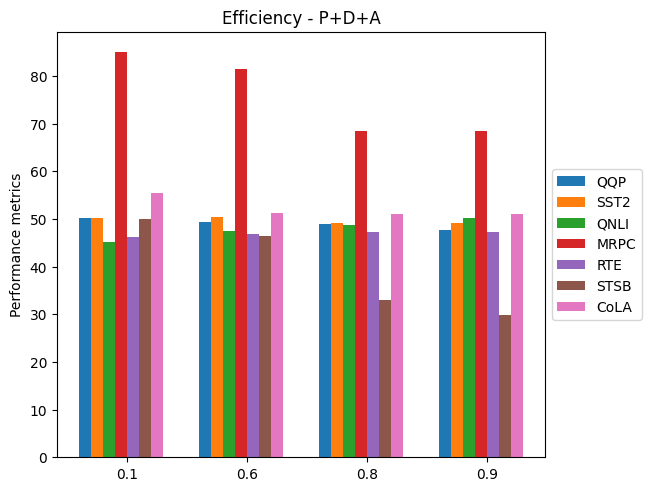 Efficiency - P+D+A
Performance metrics
80
70
60
50
40
30
20
10
0
0.1
0.6
0.8
0.9
QQP
SST2
QNLI
MRPC
RTE
STSB
CoLA